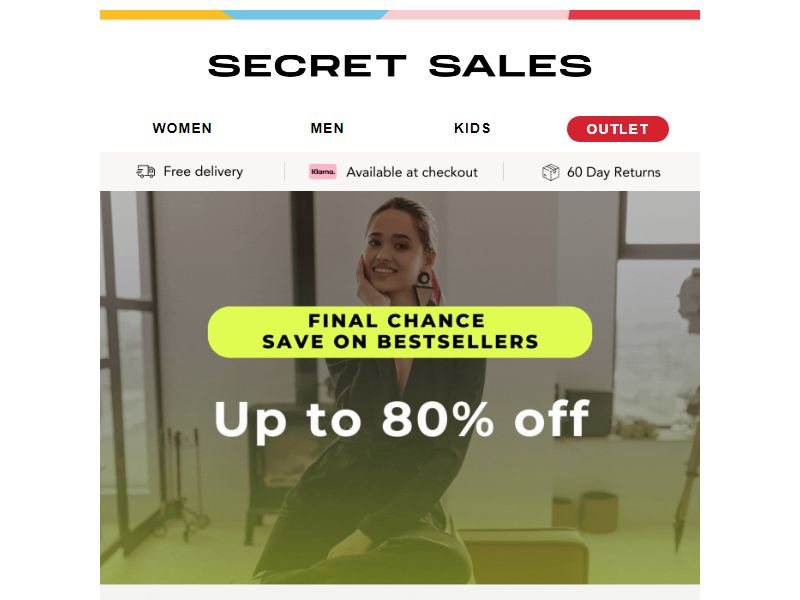 SECRET SALES
WOMEN MEN KIDS OUTLET
Free delivery Klarna. Available at checkout 60 Day Returns
FINAL CHANCE
SAVE ON BESTSELLERS
Up to 80% off